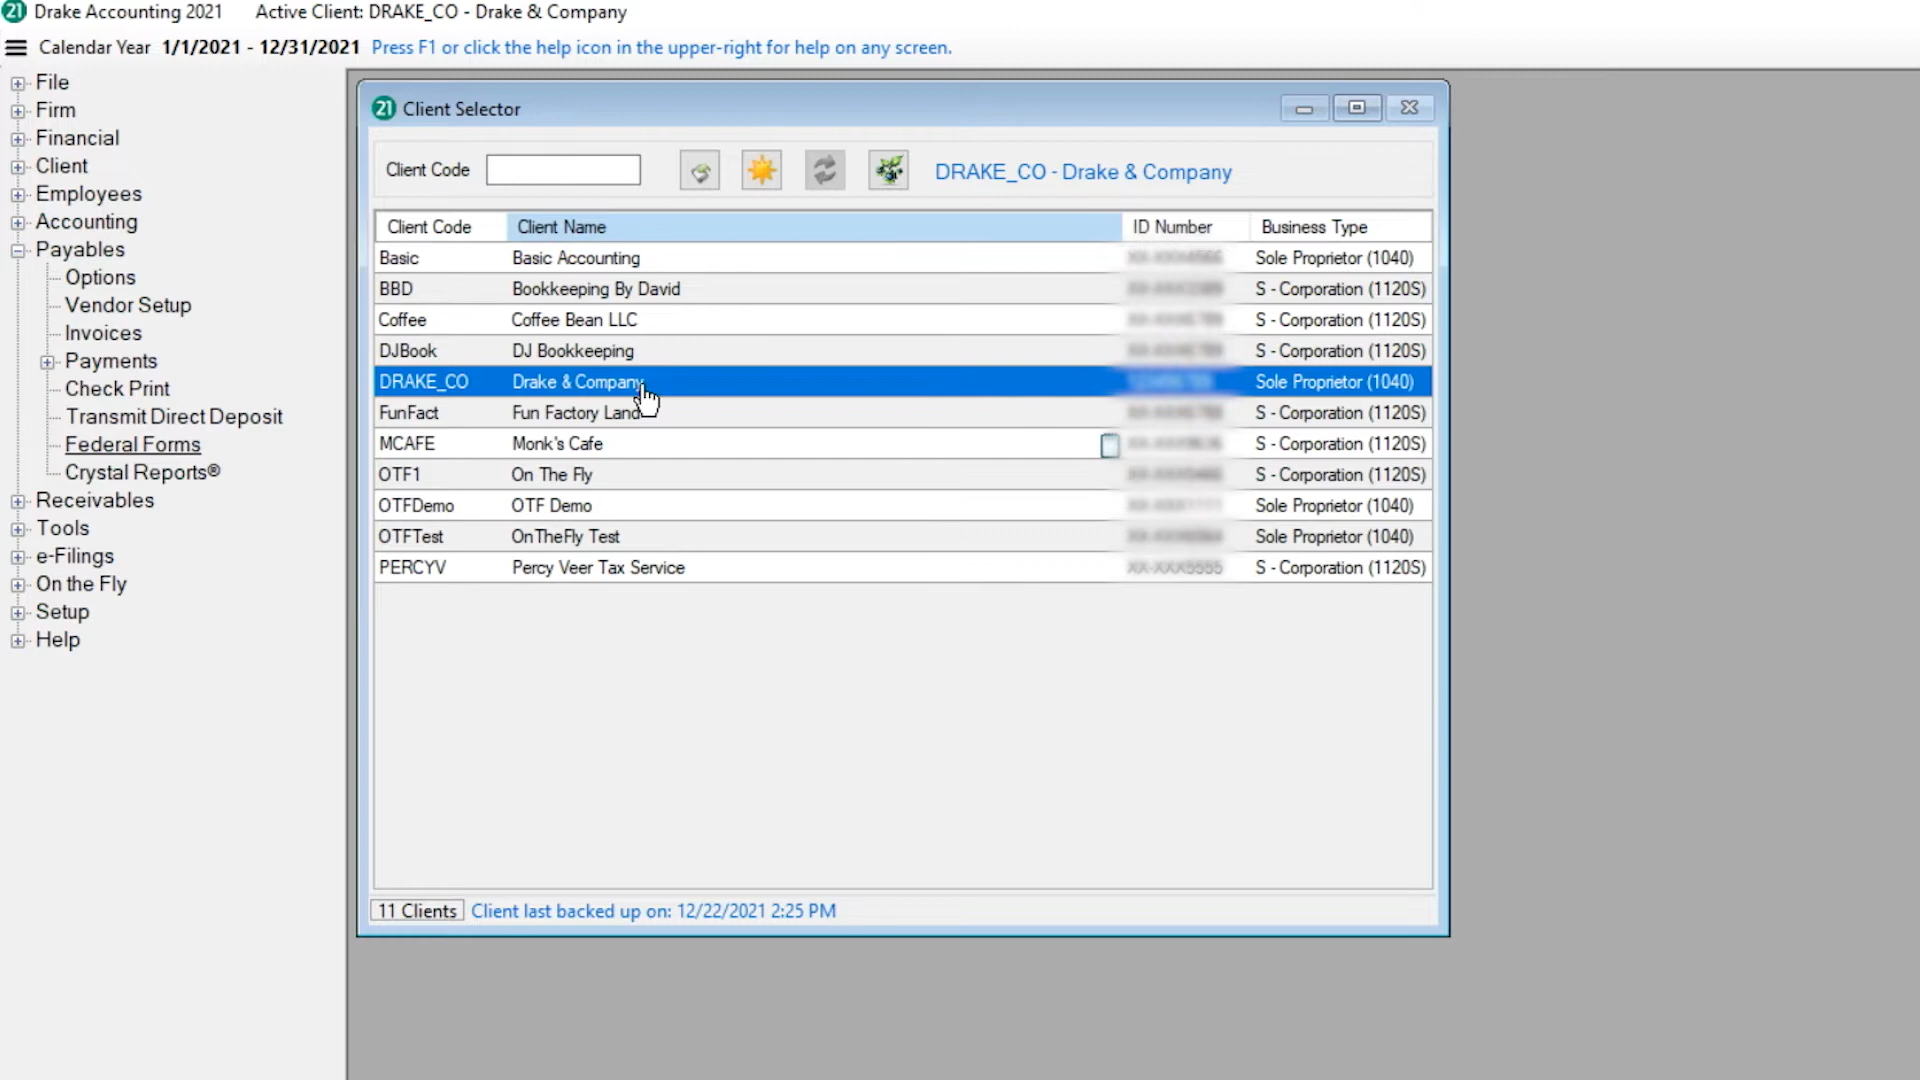 21 Drake Accounting 2021 Active Client: DRAKE_CO - Drake & Company
Calendar Year 1/1/2021 - 12/31/2021 Press F1 or click the help icon in the upper-right for help on any screen.
File
Firm
Financial
Client
Employees
Accounting
Payables
Options
Vendor Setup
Invoices
Payments
Check Print
Transmit Direct Deposit
Federal Forms
Crystal Reports®
Receivables
Tools
e-Filings
On the Fly
Setup
Help
21 Client Selector
Client Code DRAKE_CO - Drake & Company
Client Code Client Name ID Number Business Type
Basic Basic Accounting Sole Proprietor (1040)
BBD Bookkeeping By David S - Corporation (1120S)
Coffee Coffee Bean LLC S - Corporation (1120S)
DJBook DJ Bookkeeping S - Corporation (1120S)
DRAKE_CO Drake & Company Sole Proprietor (1040)
FunFact Fun Factory Land S - Corporation (1120S)
MCAFE Monk's Cafe S - Corporation (1120S)
OTF1 On The Fly S - Corporation (1120S)
OTFDemo OTF Demo Sole Proprietor (1040)
OTFTest OnTheFly Test Sole Proprietor (1040)
PERCYV Percy Veer Tax Service S - Corporation (1120S)
11 Clients Client last backed up on: 12/22/2021 2:25 PM